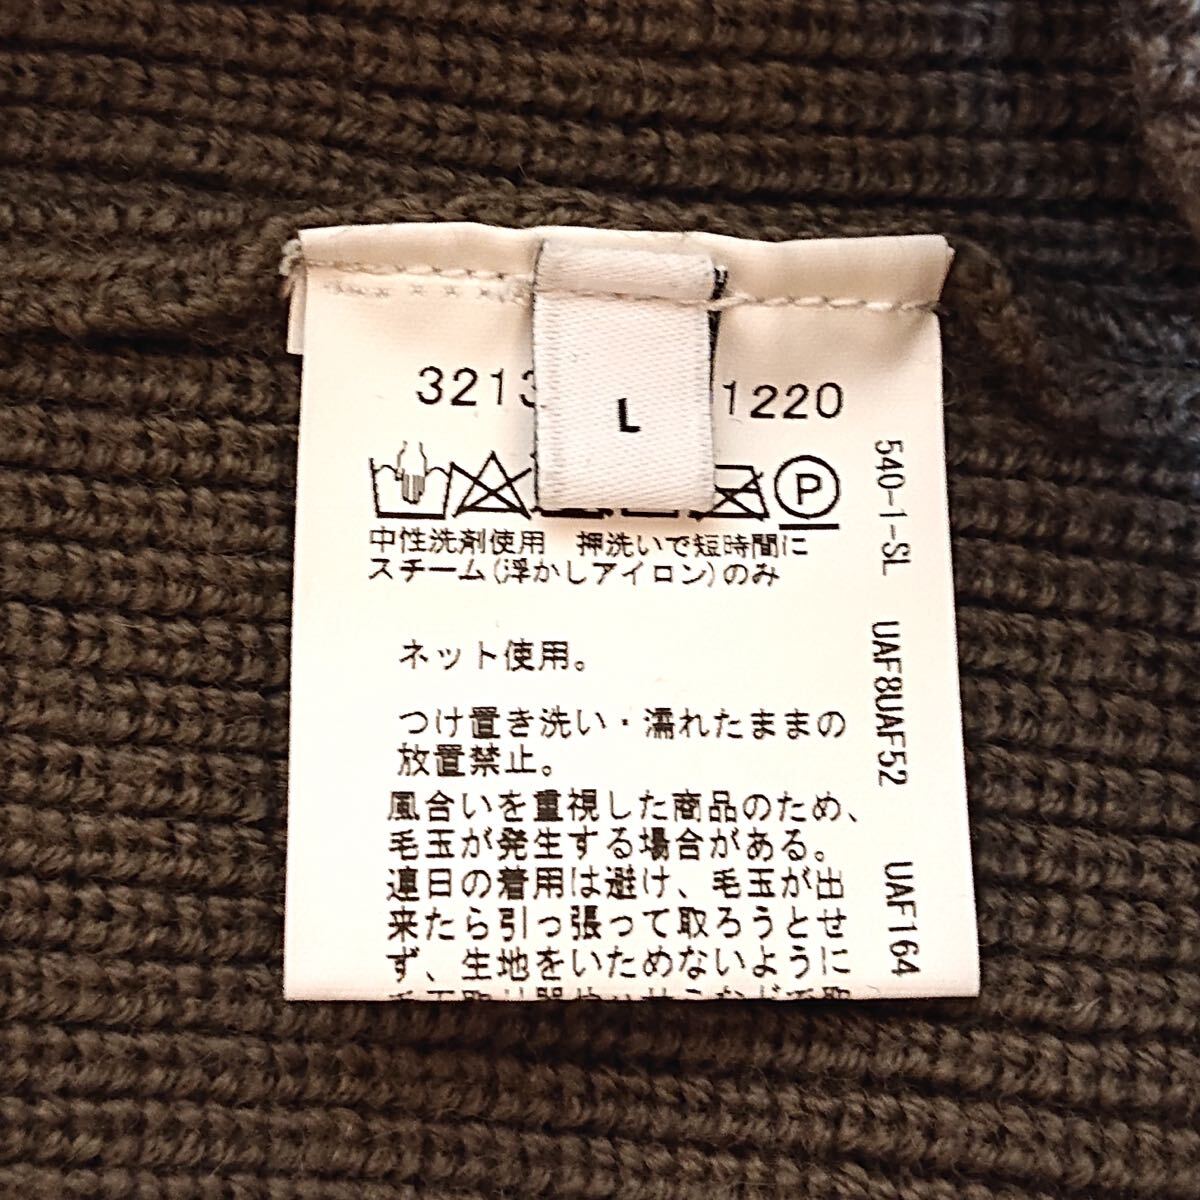 3213
L
1220
P
中性洗剤使用 押洗いで短時間に
スチーム(浮かしアイロン)のみ
ネット使用。
つけ置き洗い・濡れたままの
放置禁止。
風合いを重視した商品のため、
毛玉が発生する場合がある。
連日の着用は避け、毛玉が出
来たら引っ張って取ろうとせ
ず、生地をいためないように
540-1-SL UAF8UAF52 UAF164